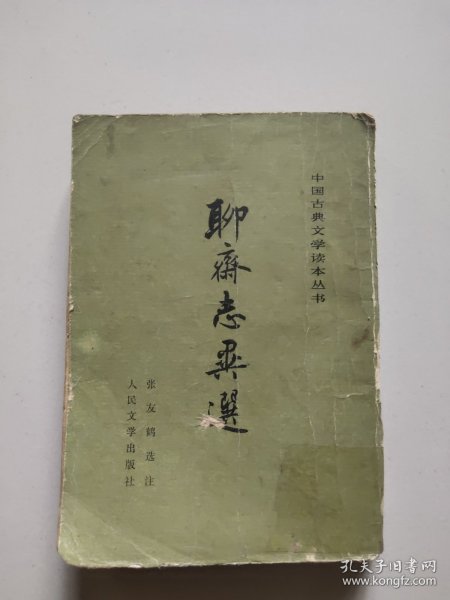 中国古典文学读本丛书
聊齋志異選
张友鹤选注
人民文学出版社
孔夫子旧书网
www.kongfz.com